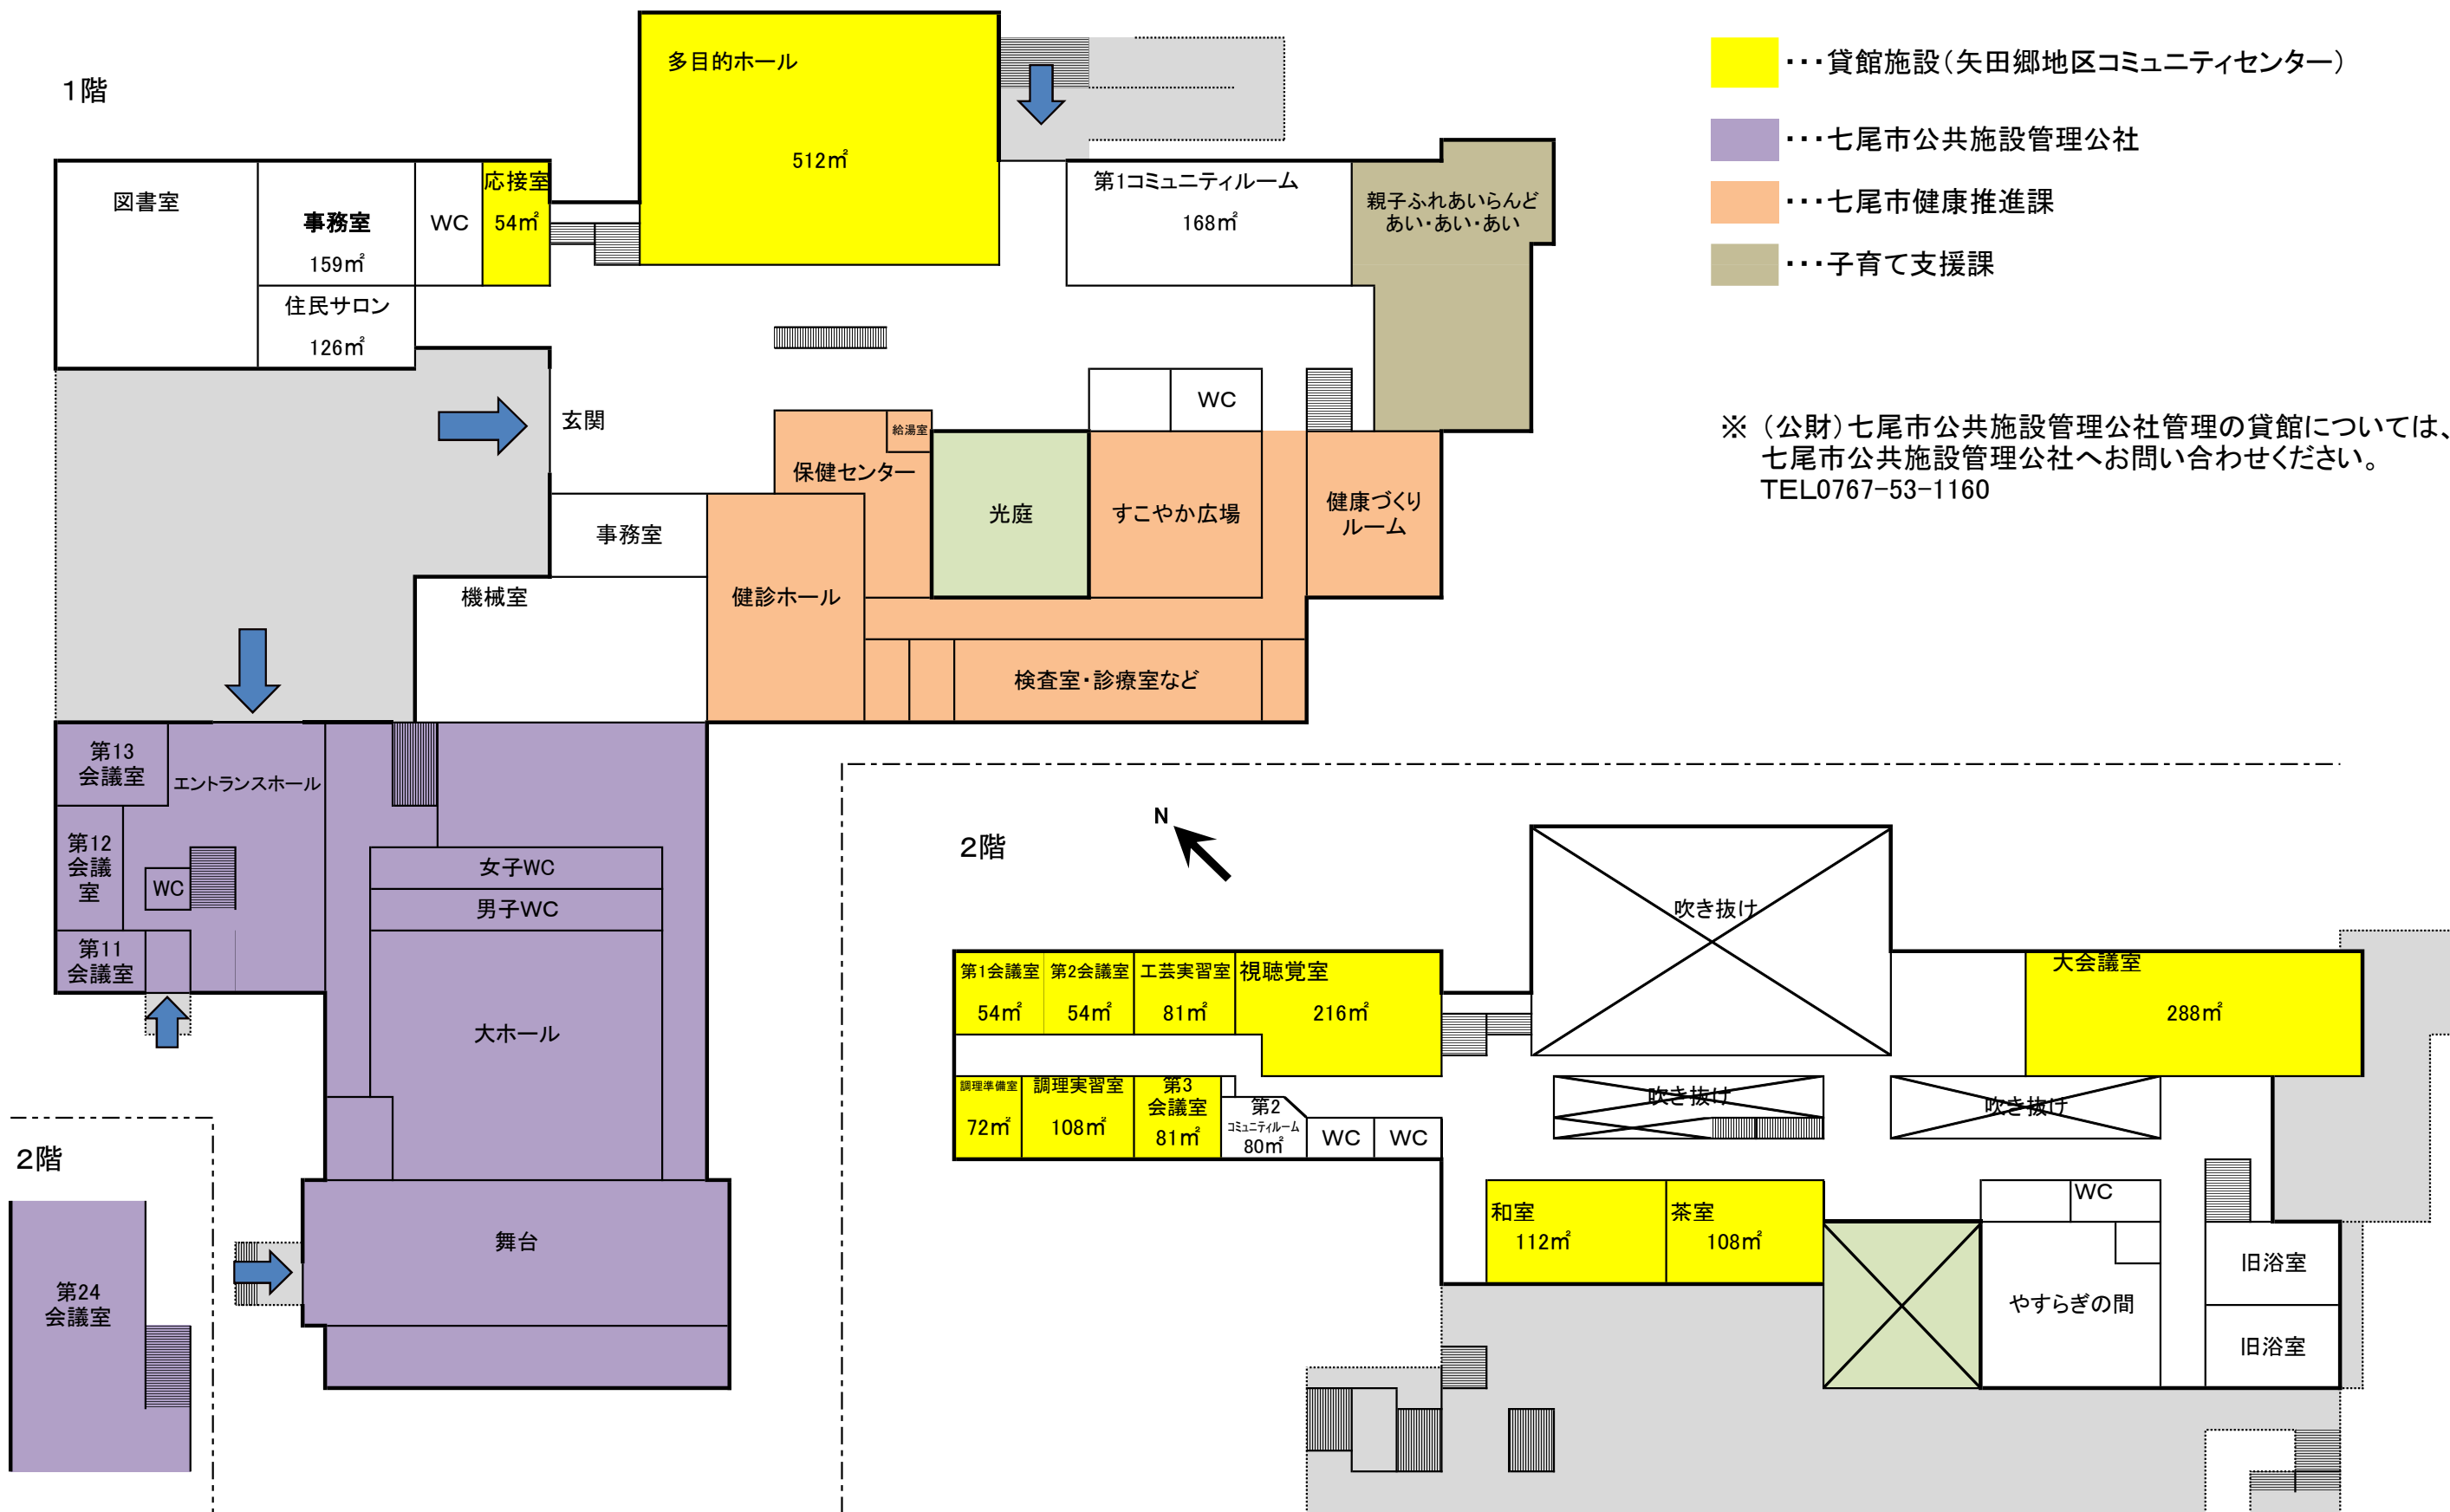 1階
多目的ホール
512㎡
図書室
事務室
159㎡
住民サロン
126㎡
WC
応接室
54㎡
第1コミュニティルーム
168㎡
親子ふれあいらんど
あい・あい・あい
玄関
WC
給湯室
保健センター
光庭
すこやか広場
健康づくり
ルーム
事務室
機械室
健診ホール
検査室・診療室など
・・・貸館施設(矢田郷地区コミュニティセンター)
・・・七尾市公共施設管理公社
・・・七尾市健康推進課
・・・子育て支援課
※ (公財)七尾市公共施設管理公社管理の貸館については、
七尾市公共施設管理公社へお問い合わせください。
TEL0767-53-1160
第13
会議室
エントランスホール
第12
会議
室
WC
第11
会議室
女子WC
男子WC
大ホール
舞台
2階
第24
会議室
2階
N
吹き抜け
第1会議室
54㎡
第2会議室
54㎡
工芸実習室
81㎡
視聴覚室
216㎡
大会議室
288㎡
調理準備室
72㎡
調理実習室
108㎡
第3
会議室
81㎡
第2
コミュニティルーム
80㎡
WC
WC
吹き抜け
吹き抜け
和室
112㎡
茶室
108㎡
WC
やすらぎの間
旧浴室
旧浴室